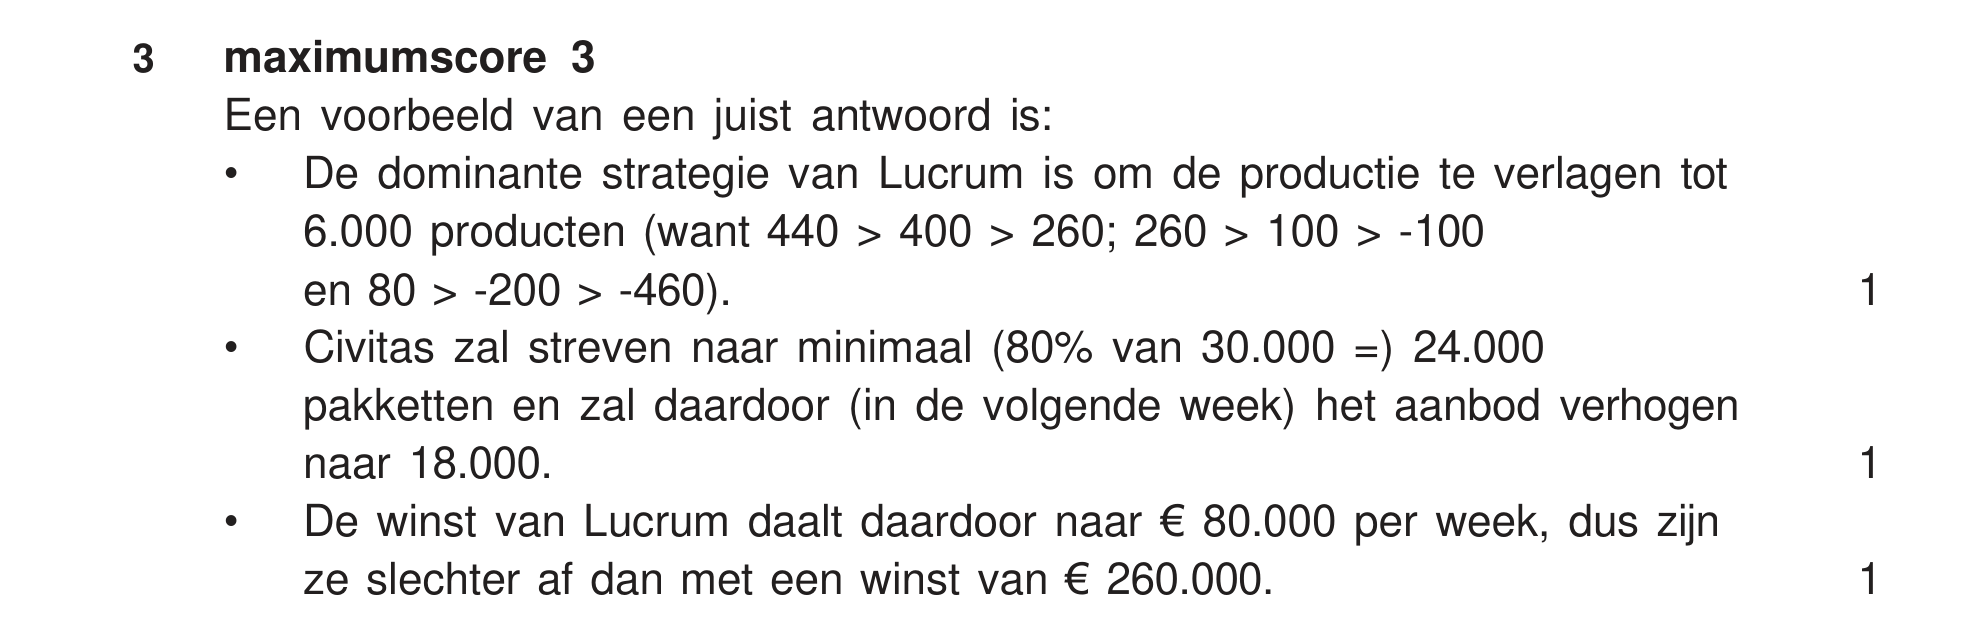 3 maximumscore 3
Een voorbeeld van een juist antwoord is:
• De dominante strategie van Lucrum is om de productie te verlagen tot
6.000 producten (want 440 > 400 > 260; 260 > 100 > -100
en 80 > -200 > -460). 1
• Civitas zal streven naar minimaal (80% van 30.000 =) 24.000
pakketten en zal daardoor (in de volgende week) het aanbod verhogen
naar 18.000. 1
• De winst van Lucrum daalt daardoor naar € 80.000 per week, dus zijn
ze slechter af dan met een winst van € 260.000. 1